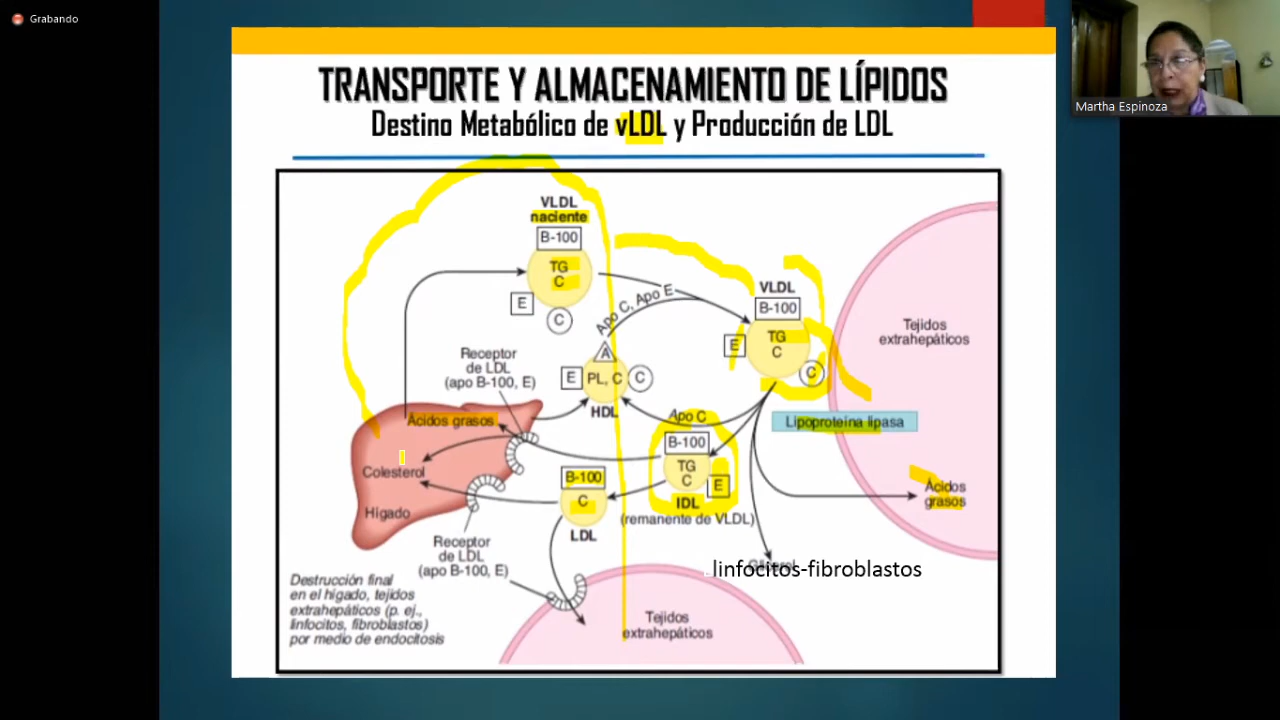 Grabando
Martha Espinoza
TRANSPORTE Y ALMACENAMIENTO DE LÍPIDOS
Destino Metabólico de vLDL y Producción de LDL
VLDL
naciente
B-100
TG
C
E
C
Apo C, Apo E
VLDL
B-100
TG
C
E
C
Tejidos
extrahepáticos
Receptor
de LDL
(apo B-100, E)
A
E
PL, C
C
HDL
Apo C
Lipoproteína lipasa
Ácidos grasos
Colesterol
Hígado
B-100
TG
C
E
IDL
(remanente de VLDL)
B-100
C
LDL
Ácidos
grasos
Receptor
de LDL
(apo B-100, E)
linfocitos-fibroblastos
Destrucción final
en el hígado, tejidos
extrahepáticos (p. ej.,
linfocitos, fibroblastos)
por medio de endocitosis
Tejidos
extrahepáticos